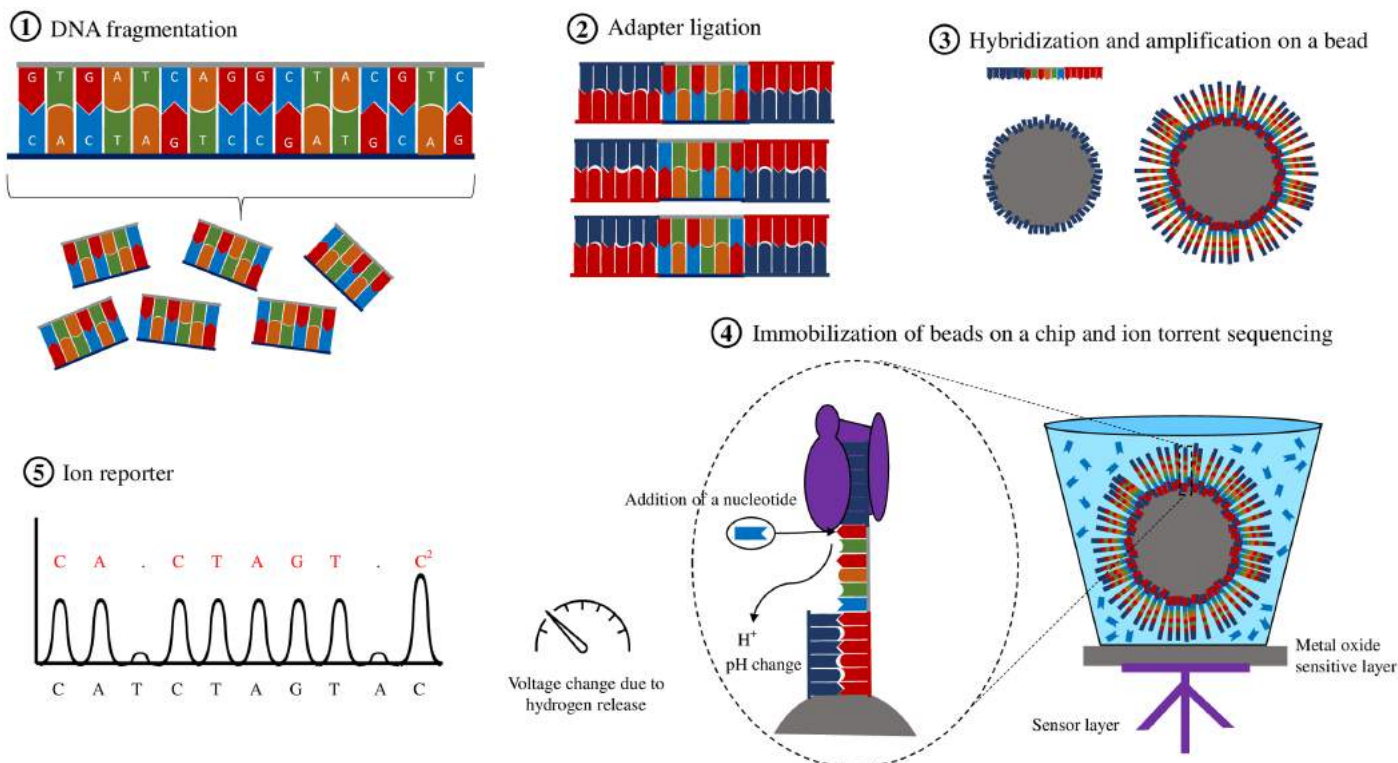 1 DNA fragmentation
G T G A T C A G G C T A C G T C
C A C T A G T C C G A T G C A G
2 Adapter ligation
3 Hybridization and amplification on a bead
4 Immobilization of beads on a chip and ion torrent sequencing
Addition of a nucleotide
H+
pH change
Metal oxide
sensitive layer
Sensor layer
5 Ion reporter
C A . C T A G T . C²
C A T C T A G T A C
Voltage change due to
hydrogen release